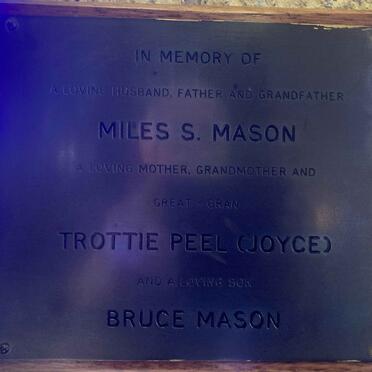 IN MEMORY OF
A LOVING HUSBAND, FATHER AND GRANDFATHER
MILES S. MASON
A LOVING MOTHER, GRANDMOTHER AND
GREAT - GRAN
TROTTIE PEEL (JOYCE)
AND A LOVING SON
BRUCE MASON